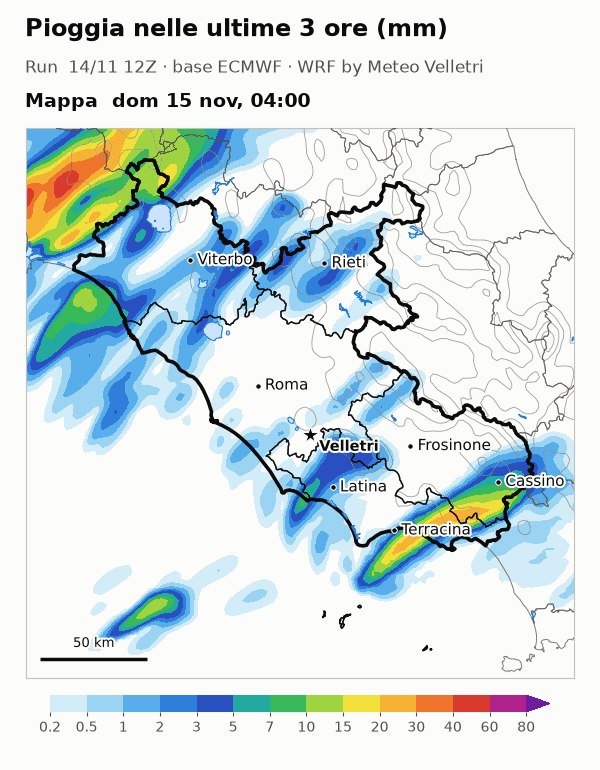 Pioggia nelle ultime 3 ore (mm)
Run  14/11 12Z · base ECMWF · WRF by Meteo Velletri
Mappa  dom 15 nov, 04:00
Viterbo
Rieti
Roma
Velletri
Frosinone
Latina
Cassino
Terracina
50 km
0.2 0.5 1 2 3 5 7 10 15 20 30 40 60 80